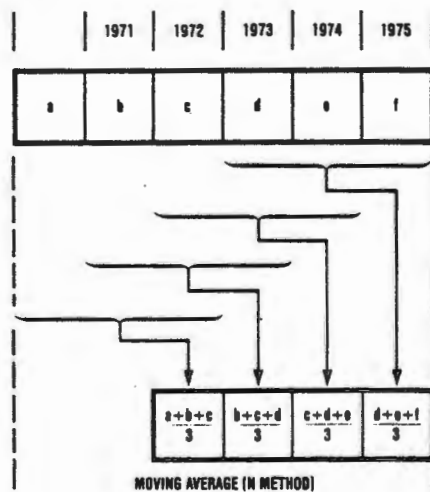 1971 1972 1973 1974 1975
a b c d e f
a+b+c b+c+d c+d+e d+e+f
3 3 3 3
MOVING AVERAGE (N METHOD)